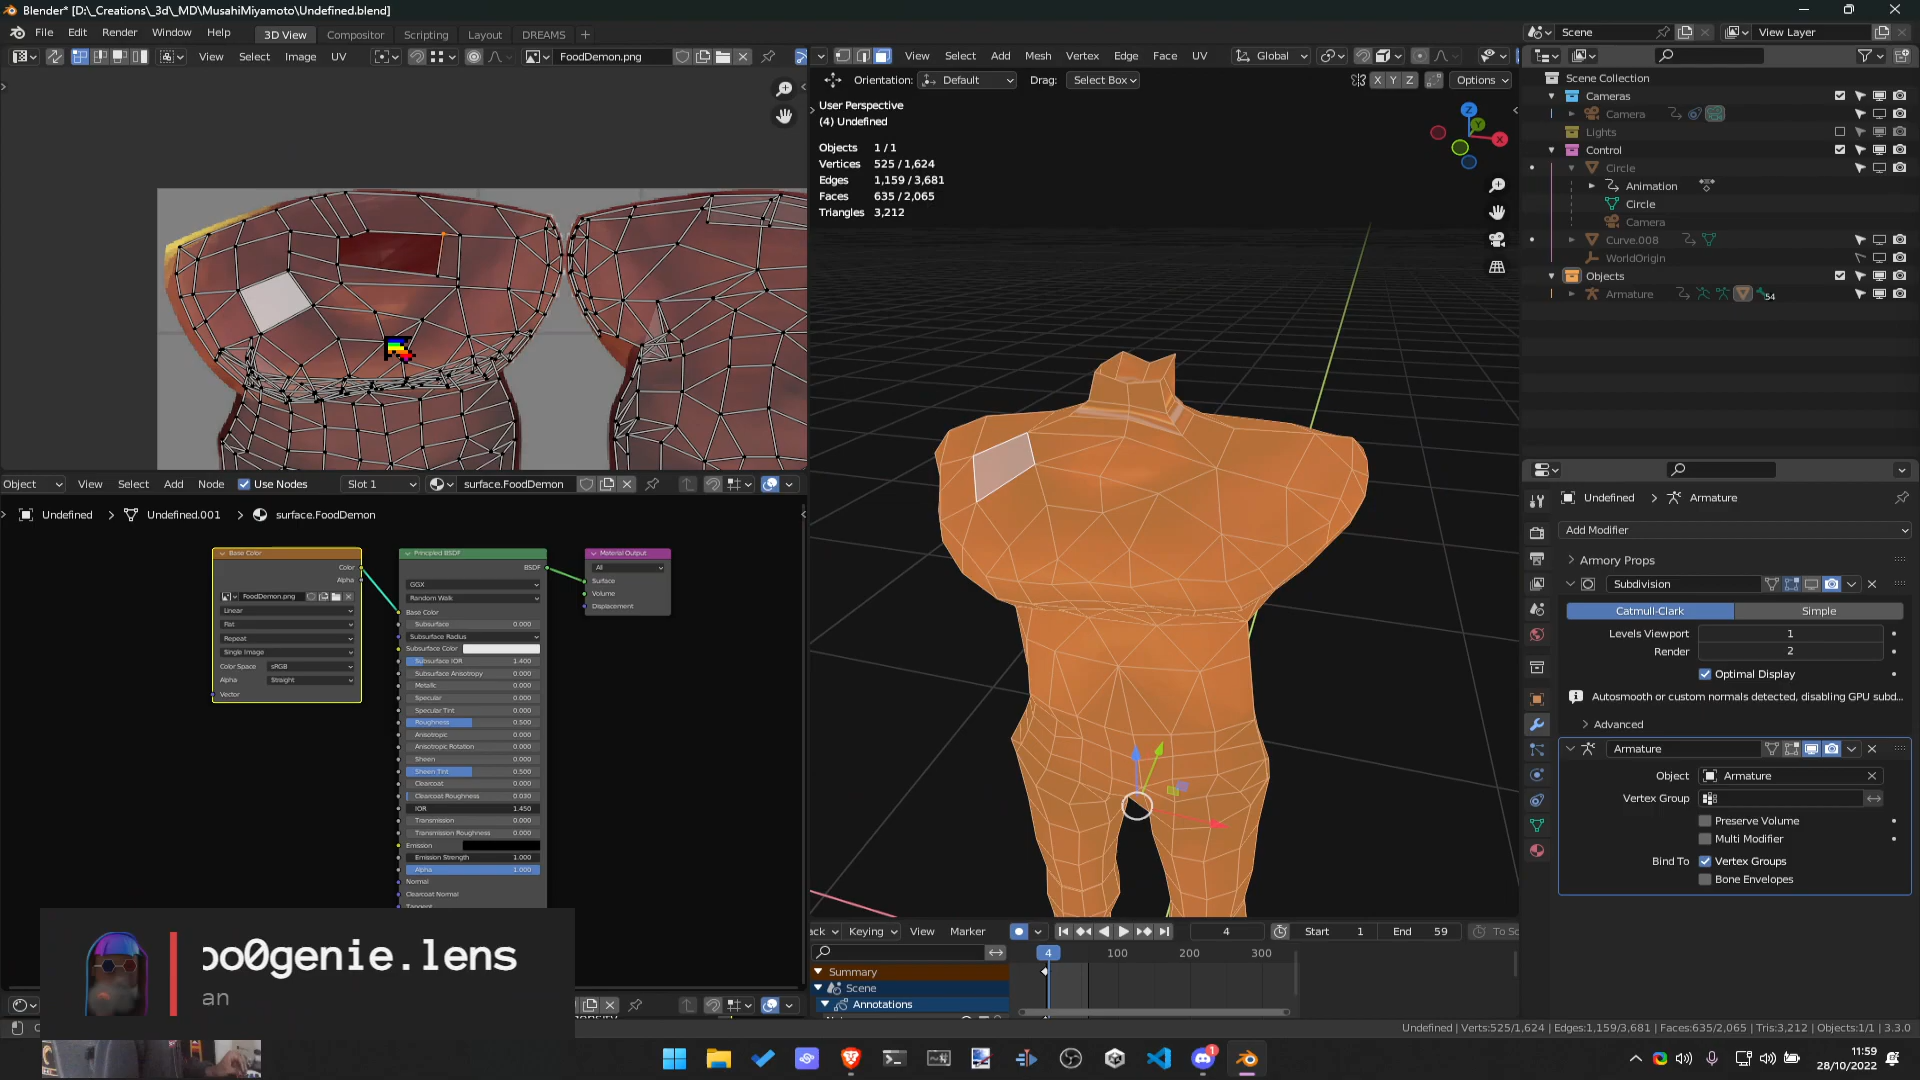 Blender* [D:\_Creations\_3d\_MD\MusahiMiyamoto\Undefined.blend]
File Edit Render Window Help 3D View Compositor Scripting Layout DREAMS +
Scene View Layer
View Select Image UV FoodDemon.png
View Select Add Mesh Vertex Edge Face UV Global
Orientation: Default Drag: Select Box X Y Z Options
User Perspective
(4) Undefined
Objects 1 / 1
Vertices 525 / 1,624
Edges 1,159 / 3,681
Faces 635 / 2,065
Triangles 3,212
Scene Collection
Cameras
Camera
Lights
Control
Circle
Animation
Circle
Camera
Curve.008
WorldOrigin
Objects
Armature 54
Object View Select Add Node Use Nodes Slot 1 surface.FoodDemon
Undefined > Undefined.001 > surface.FoodDemon
Base Color
Color
Alpha
FoodDemon.png
Linear
Flat
Repeat
Single Image
Color Space sRGB
Alpha Straight
Vector
Principled BSDF
BSDF
GGX
Random Walk
Base Color
Subsurface 0.000
Subsurface Radius
Subsurface Color
Subsurface IOR 1.400
Subsurface Anisotropy 0.000
Metallic 0.000
Specular 0.000
Specular Tint 0.000
Roughness 0.500
Anisotropic 0.000
Anisotropic Rotation 0.000
Sheen 0.000
Sheen Tint 0.500
Clearcoat 0.000
Clearcoat Roughness 0.030
IOR 1.450
Transmission 0.000
Transmission Roughness 0.000
Emission
Emission Strength 1.000
Alpha 1.000
Normal
Clearcoat Normal
Tangent
Material Output
All
Surface
Volume
Displacement
Undefined > Armature
Add Modifier
Armory Props
Subdivision
Catmull-Clark Simple
Levels Viewport 1
Render 2
Optimal Display
Autosmooth or custom normals detected, disabling GPU subd...
Advanced
Armature
Object Armature
Vertex Group
Preserve Volume
Multi Modifier
Bind To Vertex Groups
Bone Envelopes
ack Keying View Marker 4 Start 1 End 59 To Sc
4 100 200 300
Summary
Scene
Annotations
oo0genie.lens
an
Undefined | Verts:525/1,624 | Edges:1,159/3,681 | Faces:635/2,065 | Tris:3,212 | Objects:1/1 | 3.3.0
11:59
28/10/2022